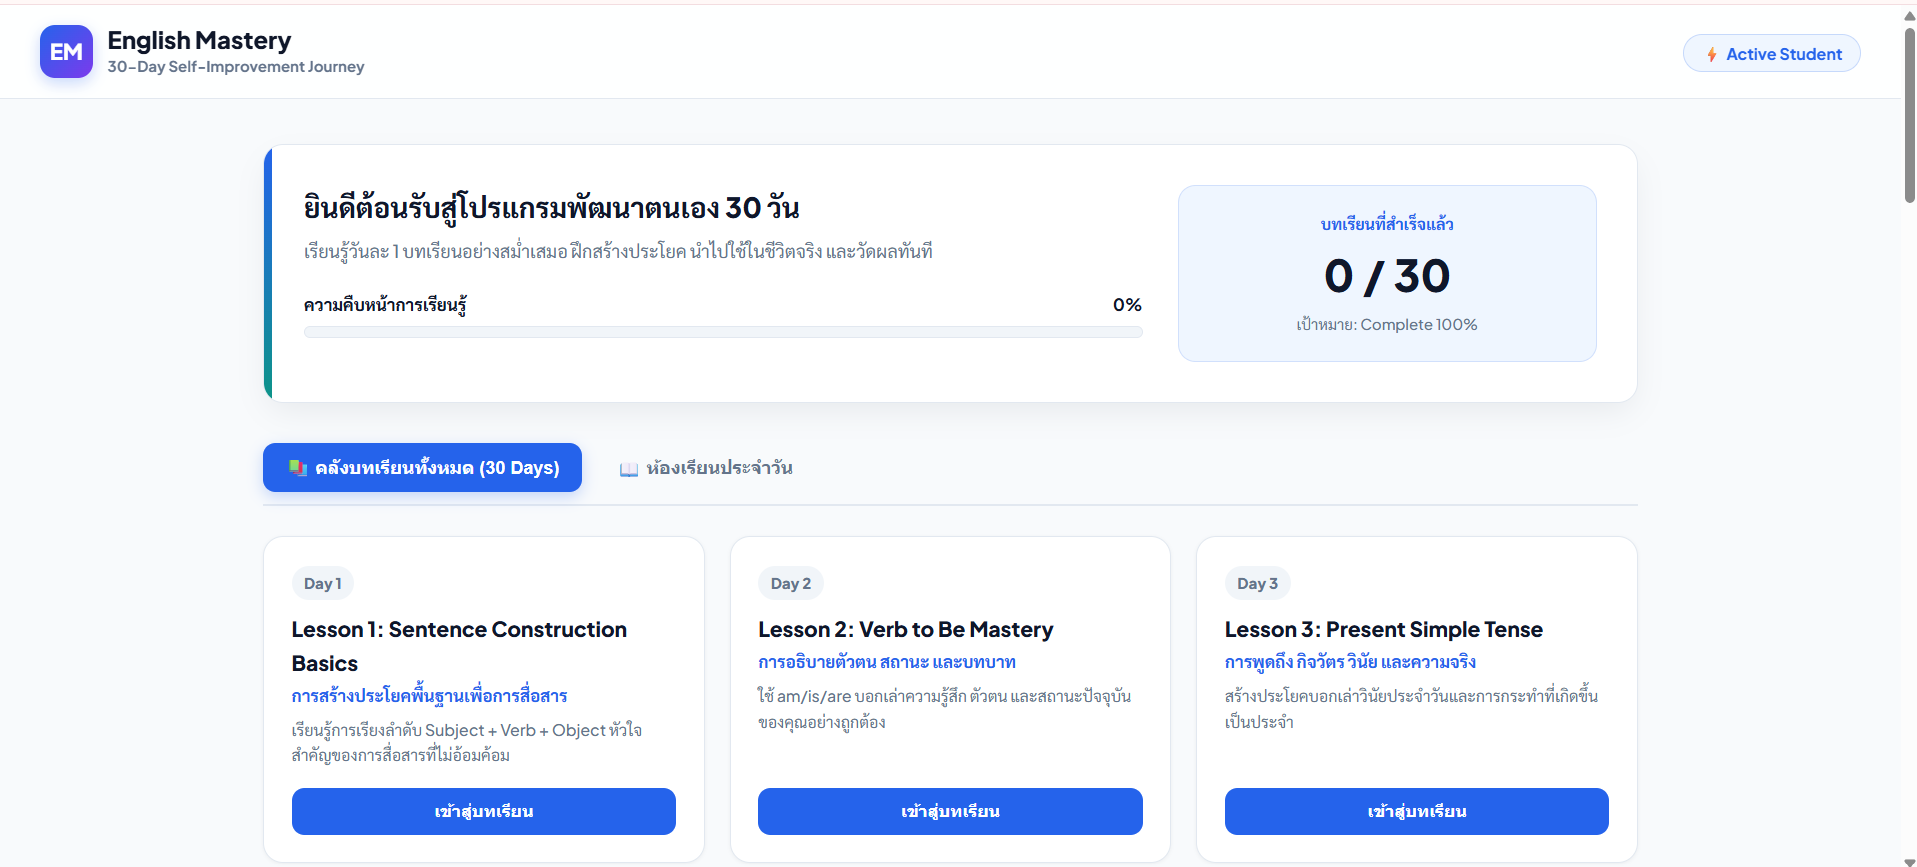 EM
English Mastery
30-Day Self-Improvement Journey
Active Student
ยินดีต้อนรับสู่โปรแกรมพัฒนาตนเอง 30 วัน
เรียนรู้วันละ 1 บทเรียนอย่างสม่ำเสมอ ฝึกสร้างประโยค นำไปใช้ในชีวิตจริง และวัดผลทันที
ความคืบหน้าการเรียนรู้
0%
บทเรียนที่สำเร็จแล้ว
0 / 30
เป้าหมาย: Complete 100%
คลังบทเรียนทั้งหมด (30 Days)
ห้องเรียนประจำวัน
Day 1
Lesson 1: Sentence Construction
Basics
การสร้างประโยคพื้นฐานเพื่อการสื่อสาร
เรียนรู้การเรียงลำดับ Subject + Verb + Object หัวใจ
สำคัญของการสื่อสารที่ไม่อ้อมค้อม
เข้าสู่บทเรียน
Day 2
Lesson 2: Verb to Be Mastery
การอธิบายตัวตน สถานะ และบทบาท
ใช้ am/is/are บอกเล่าความรู้สึก ตัวตน และสถานะปัจจุบัน
ของคุณอย่างถูกต้อง
เข้าสู่บทเรียน
Day 3
Lesson 3: Present Simple Tense
การพูดถึง กิจวัตร วินัย และความจริง
สร้างประโยคบอกเล่าวินัยประจำวันและการกระทำที่เกิดขึ้น
เป็นประจำ
เข้าสู่บทเรียน